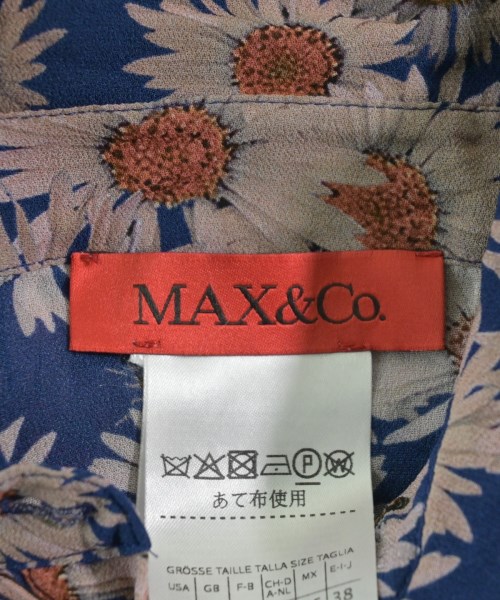 MAX&Co.
P W
あて布使用
GRÖSSE TAILLE TALLA SIZE TAGLIA
USA GB F-B CH-D A-NL MX E-I-J
38